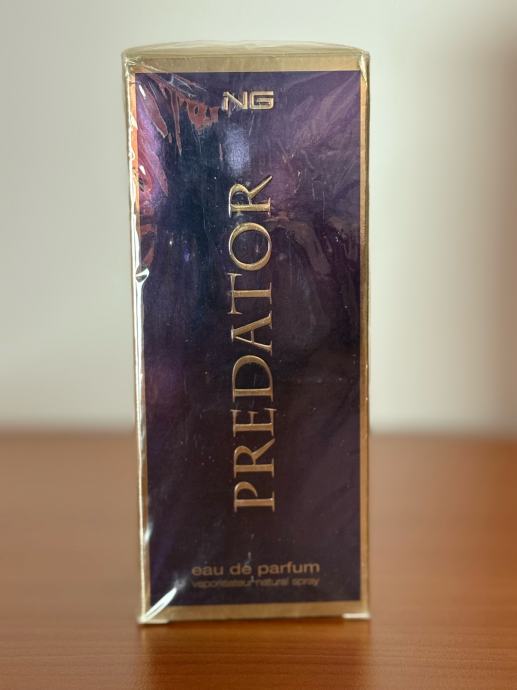 NG
PREDATOR
eau de parfum
vaporisateur natural spray